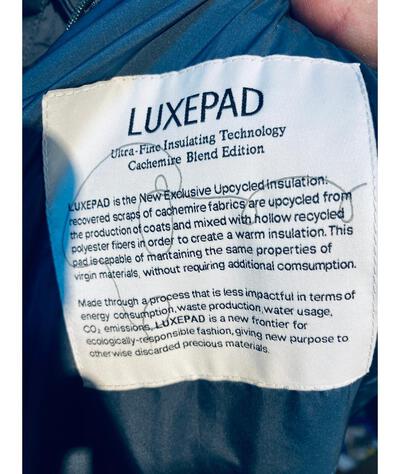 LUXEPAD
Ultra-Fine Insulating Technology
Cachemire Blend Edition
LUXEPAD is the New Exclusive Upcycled Insulation:
recovered scraps of cachemire fabrics are upcycled from
the production of coats and mixed with hollow recycled
polyester fibers in order to create a warm insulation. This
pad is capable of mantaining the same properties of
virgin materials, without requiring additional comsumption.
Made through a process that is less impactful in terms of
energy consumption, waste production, water usage,
CO₂ emissions, LUXEPAD is a new frontier for
ecologically-responsible fashion, giving new purpose to
otherwise discarded precious materials.